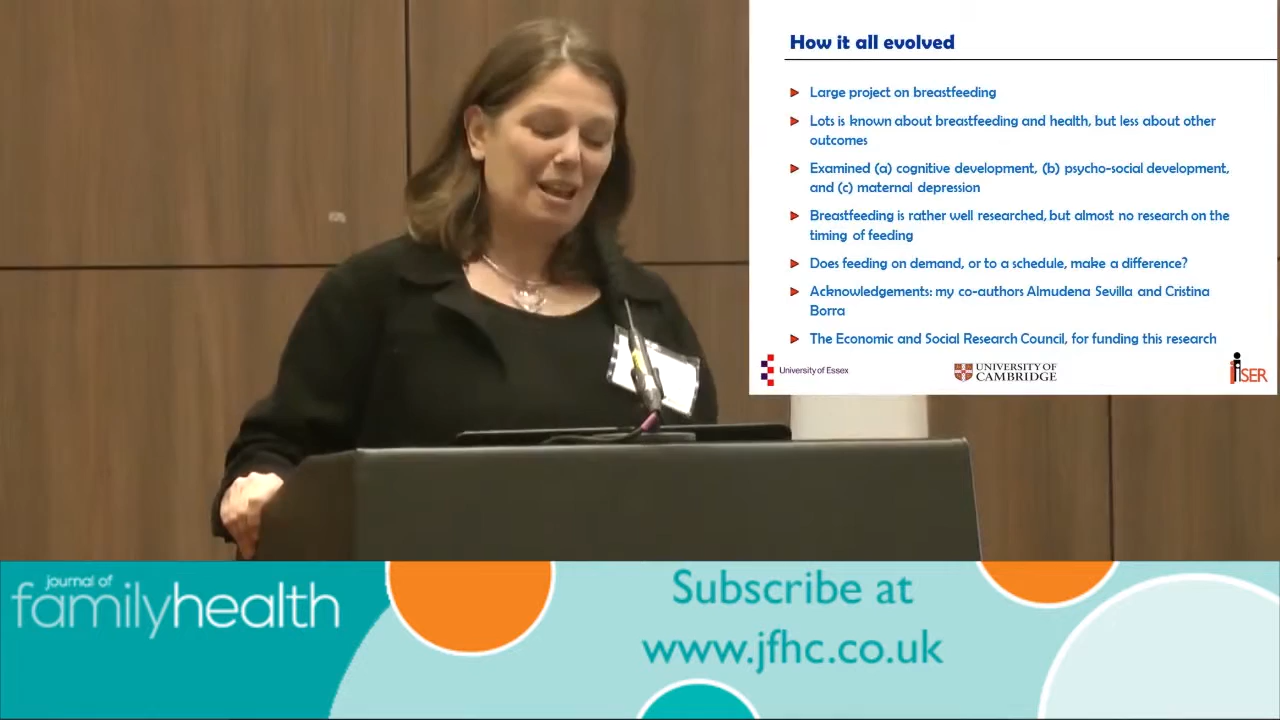 How it all evolved
Large project on breastfeeding
Lots is known about breastfeeding and health, but less about other
outcomes
Examined (a) cognitive development, (b) psycho-social development,
and (c) maternal depression
Breastfeeding is rather well researched, but almost no research on the
timing of feeding
Does feeding on demand, or to a schedule, make a difference?
Acknowledgements: my co-authors Almudena Sevilla and Cristina
Borra
The Economic and Social Research Council, for funding this research
University of Essex
UNIVERSITY OF
CAMBRIDGE
iSER
journal of
familyhealth
Subscribe at
www.jfhc.co.uk